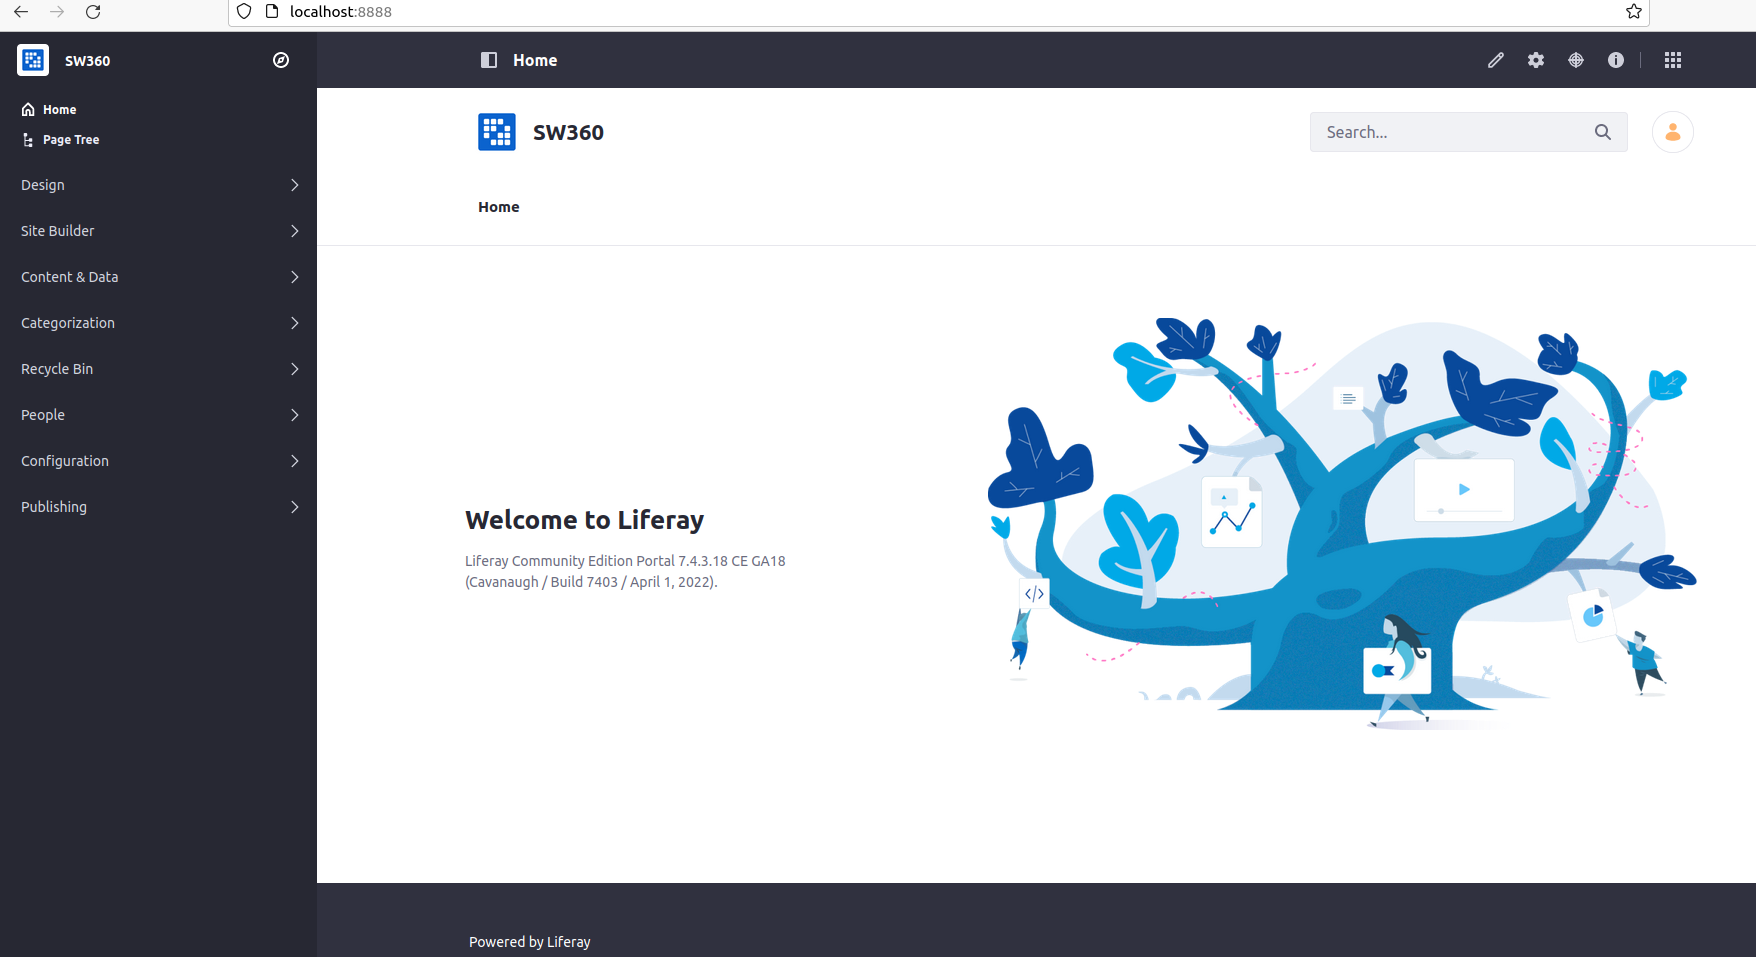 localhost:8888
SW360
Home
Page Tree
Design
Site Builder
Content & Data
Categorization
Recycle Bin
People
Configuration
Publishing
Home
SW360
Search...
Home
Welcome to Liferay
Liferay Community Edition Portal 7.4.3.18 CE GA18
(Cavanaugh / Build 7403 / April 1, 2022).
</>
Powered by Liferay